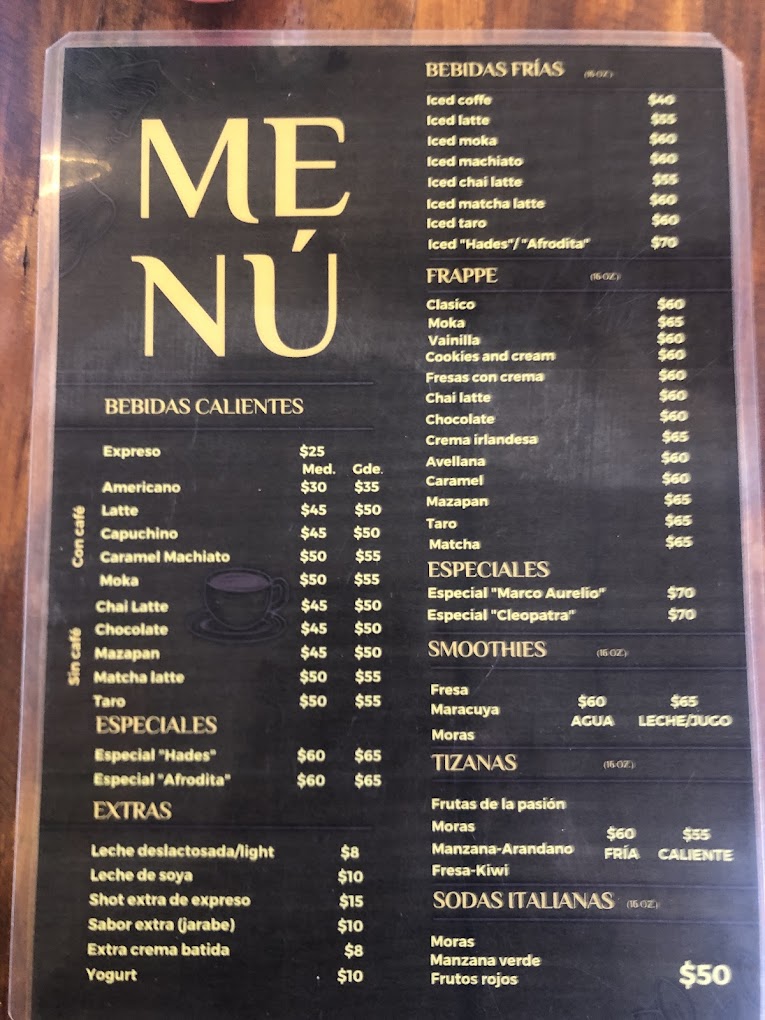 MENÚ
BEBIDAS CALIENTES
Expreso $25
Med. Gde.
Con café
Americano $30 $35
Latte $45 $50
Capuchino $45 $50
Caramel Machiato $50 $55
Moka $50 $55
Sin café
Chai Latte $45 $50
Chocolate $45 $50
Mazapan $45 $50
Matcha latte $50 $55
Taro $50 $55
ESPECIALES
Especial "Hades" $60 $65
Especial "Afrodita" $60 $65
EXTRAS
Leche deslactosada/light $8
Leche de soya $10
Shot extra de expreso $15
Sabor extra (jarabe) $10
Extra crema batida $8
Yogurt $10
BEBIDAS FRÍAS (16 OZ.)
Iced coffe $40
Iced latte $55
Iced moka $60
Iced machiato $60
Iced chai latte $55
Iced matcha latte $60
Iced taro $60
Iced "Hades"/ "Afrodita" $70
FRAPPE (16 OZ.)
Clasico $60
Moka $65
Vainilla $60
Cookies and cream $60
Fresas con crema $60
Chai latte $60
Chocolate $60
Crema irlandesa $65
Avellana $60
Caramel $60
Mazapan $65
Taro $65
Matcha $65
ESPECIALES
Especial "Marco Aurelio" $70
Especial "Cleopatra" $70
SMOOTHIES (16 OZ.)
Fresa
Maracuya
Moras
$60 $65
AGUA LECHE/JUGO
TIZANAS (16 OZ.)
Frutas de la pasión
Moras
Manzana-Arandano
Fresa-Kiwi
$60 $55
FRÍA CALIENTE
SODAS ITALIANAS (16 OZ.)
Moras
Manzana verde
Frutos rojos
$50